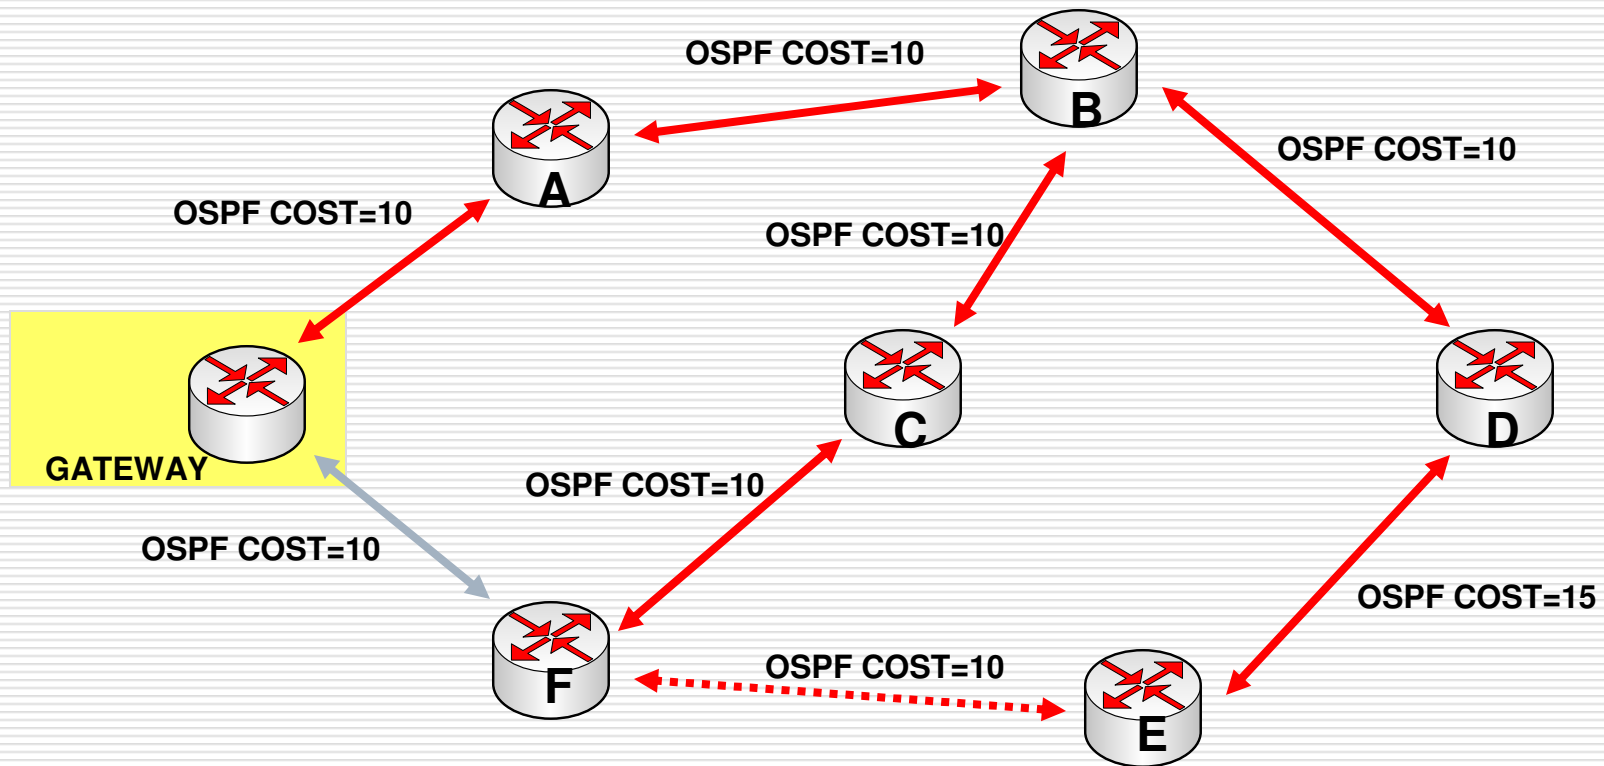 OSPF COST=10
B
OSPF COST=10
A
OSPF COST=10
OSPF COST=10
C
D
GATEWAY
OSPF COST=10
OSPF COST=10
OSPF COST=15
F
OSPF COST=10
E